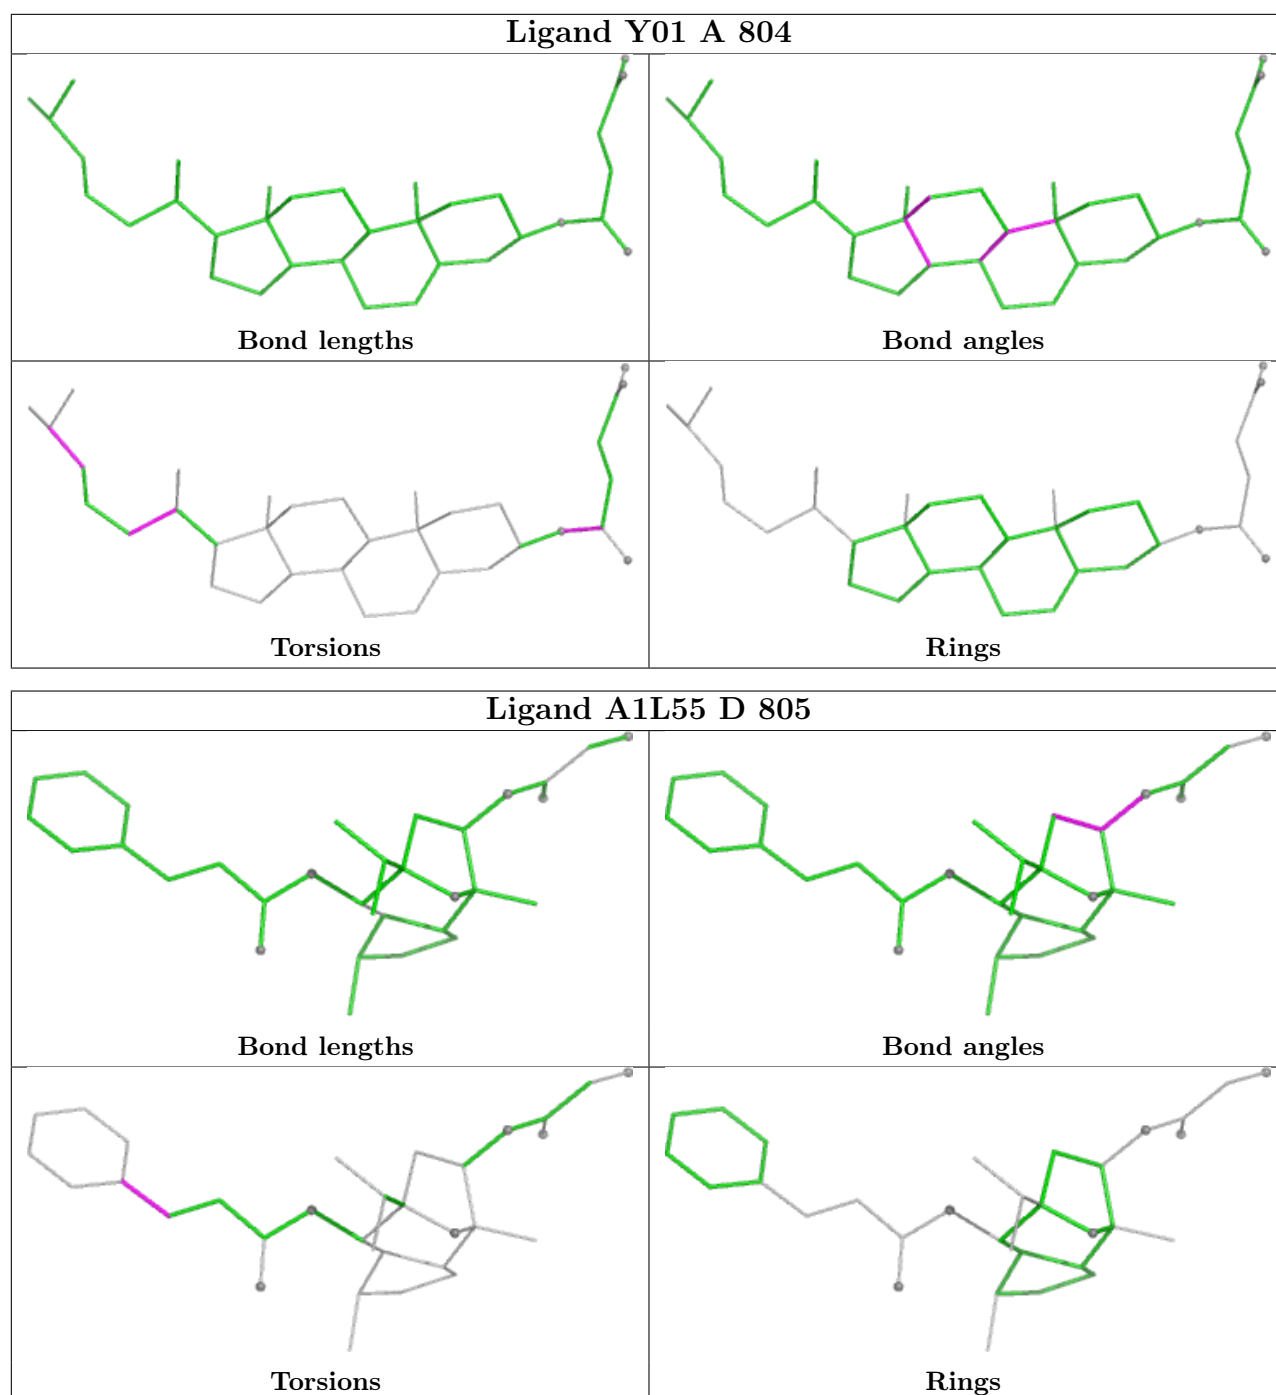 Ligand Y01 A 804
Bond lengths
Bond angles
Torsions
Rings
Ligand A1L55 D 805
Bond lengths
Bond angles
Torsions
Rings